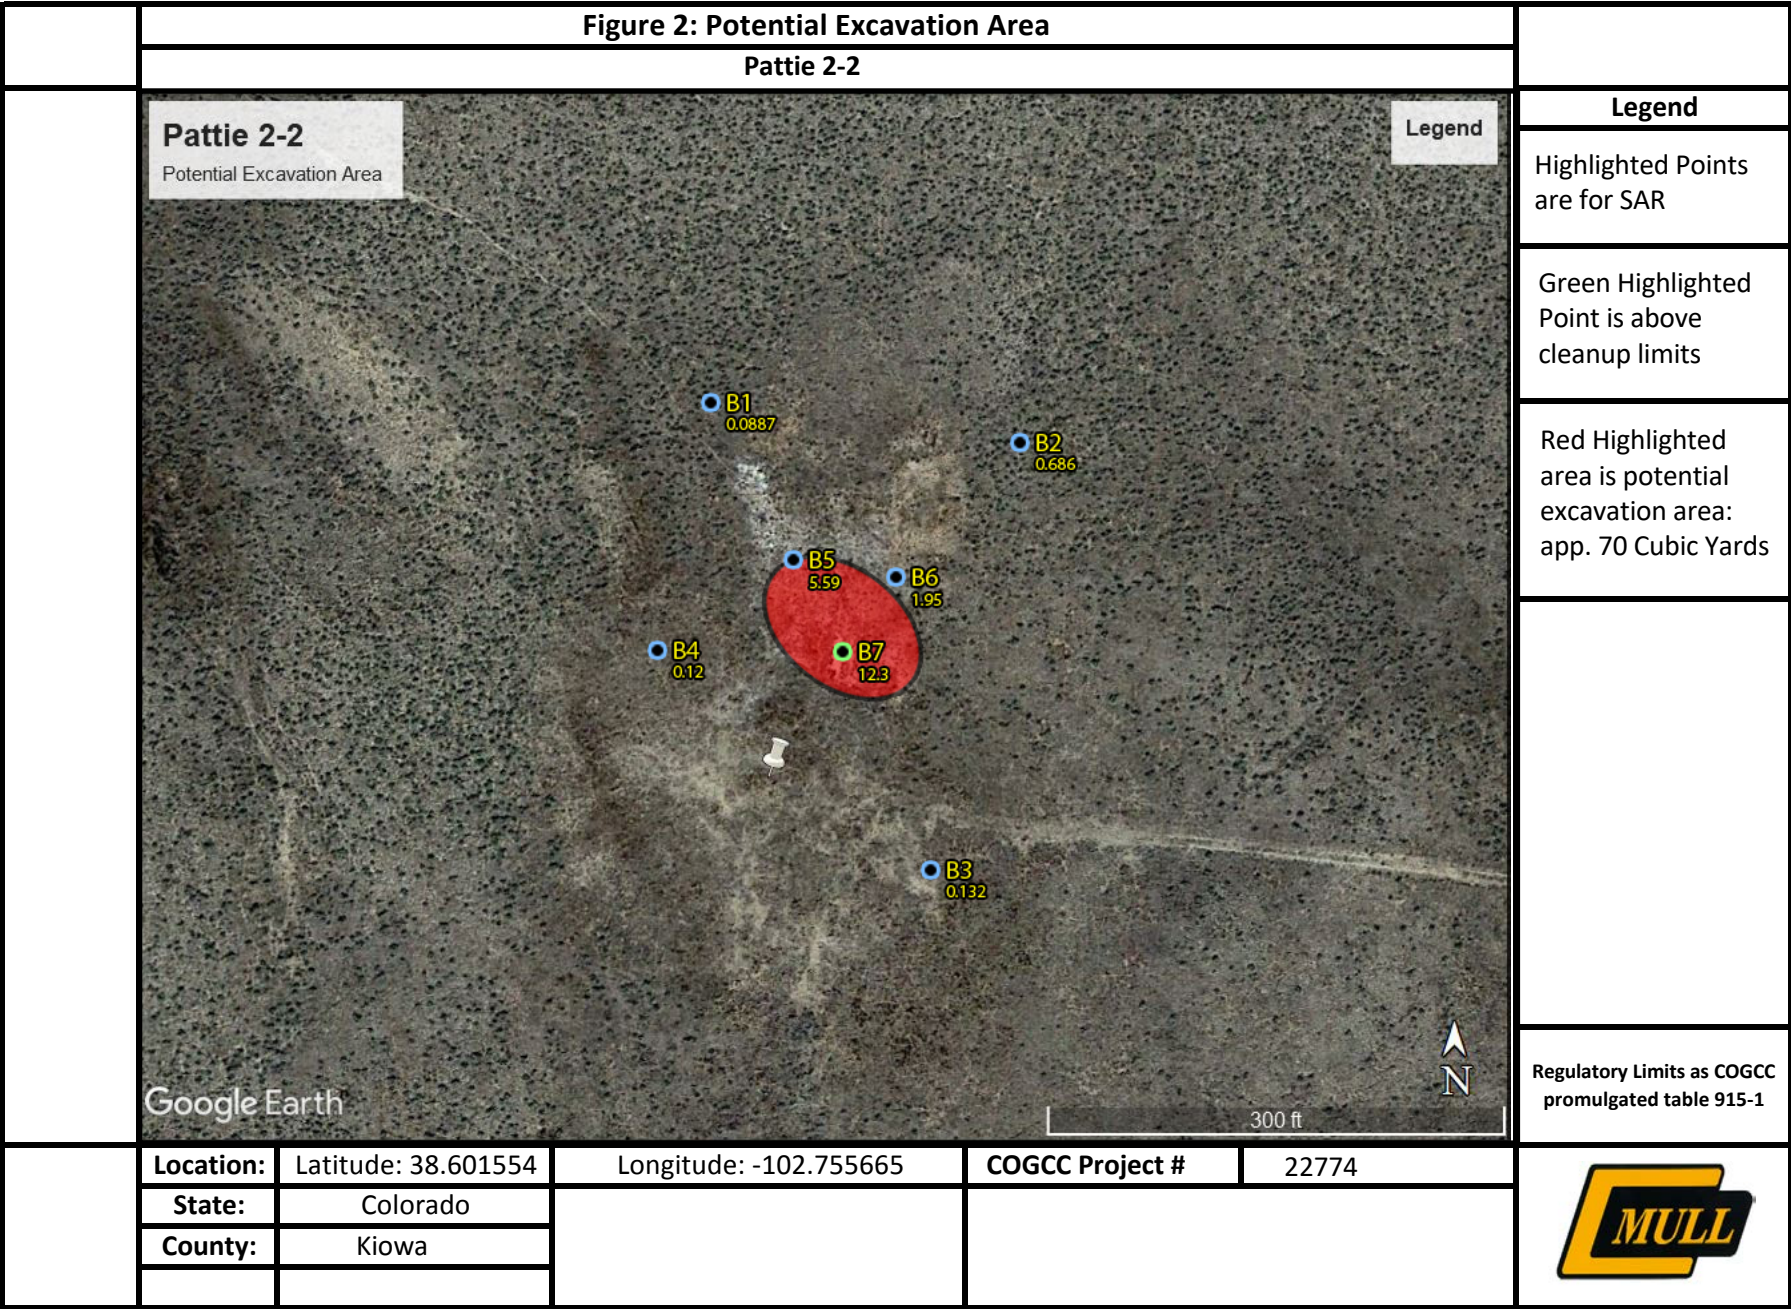 Figure 2: Potential Excavation Area
Pattie 2-2
Pattie 2-2
Potential Excavation Area
Legend
Legend
Highlighted Points
are for SAR
Green Highlighted
Point is above
cleanup limits
Red Highlighted
area is potential
excavation area:
app. 70 Cubic Yards
B1
0.0887
B2
0.686
B5
5.59
B6
1.95
B4
0.12
B7
12.3
B3
0.132
N
Google Earth
300 ft
Regulatory Limits as COGCC
promulgated table 915-1
Location: Latitude: 38.601554 Longitude: -102.755665 COGCC Project # 22774
State: Colorado
County: Kiowa
MULL